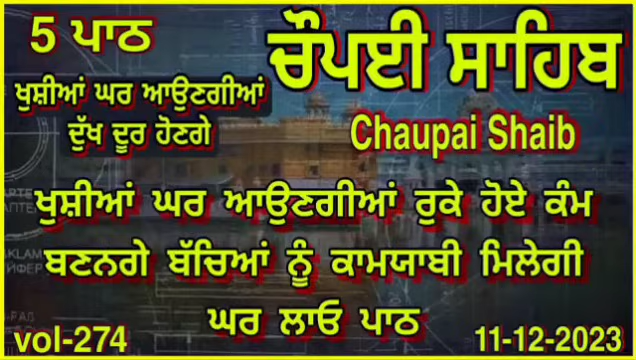 5 ਪਾਠ
ਚੌਪਈ ਸਾਹਿਬ
ਖੁਸ਼ੀਆਂ ਘਰ ਆਉਣਗੀਆਂ
ਦੁੱਖ ਦੂਰ ਹੋਣਗੇ
Chaupai Shaib
ਖੁਸ਼ੀਆਂ ਘਰ ਆਉਣਗੀਆਂ ਰੁਕੇ ਹੋਏ ਕੰਮ
ਬਣਨਗੇ ਬੱਚਿਆਂ ਨੂੰ ਕਾਮਯਾਬੀ ਮਿਲੇਗੀ
ਘਰ ਲਾਓ ਪਾਠ
vol-274
11-12-2023